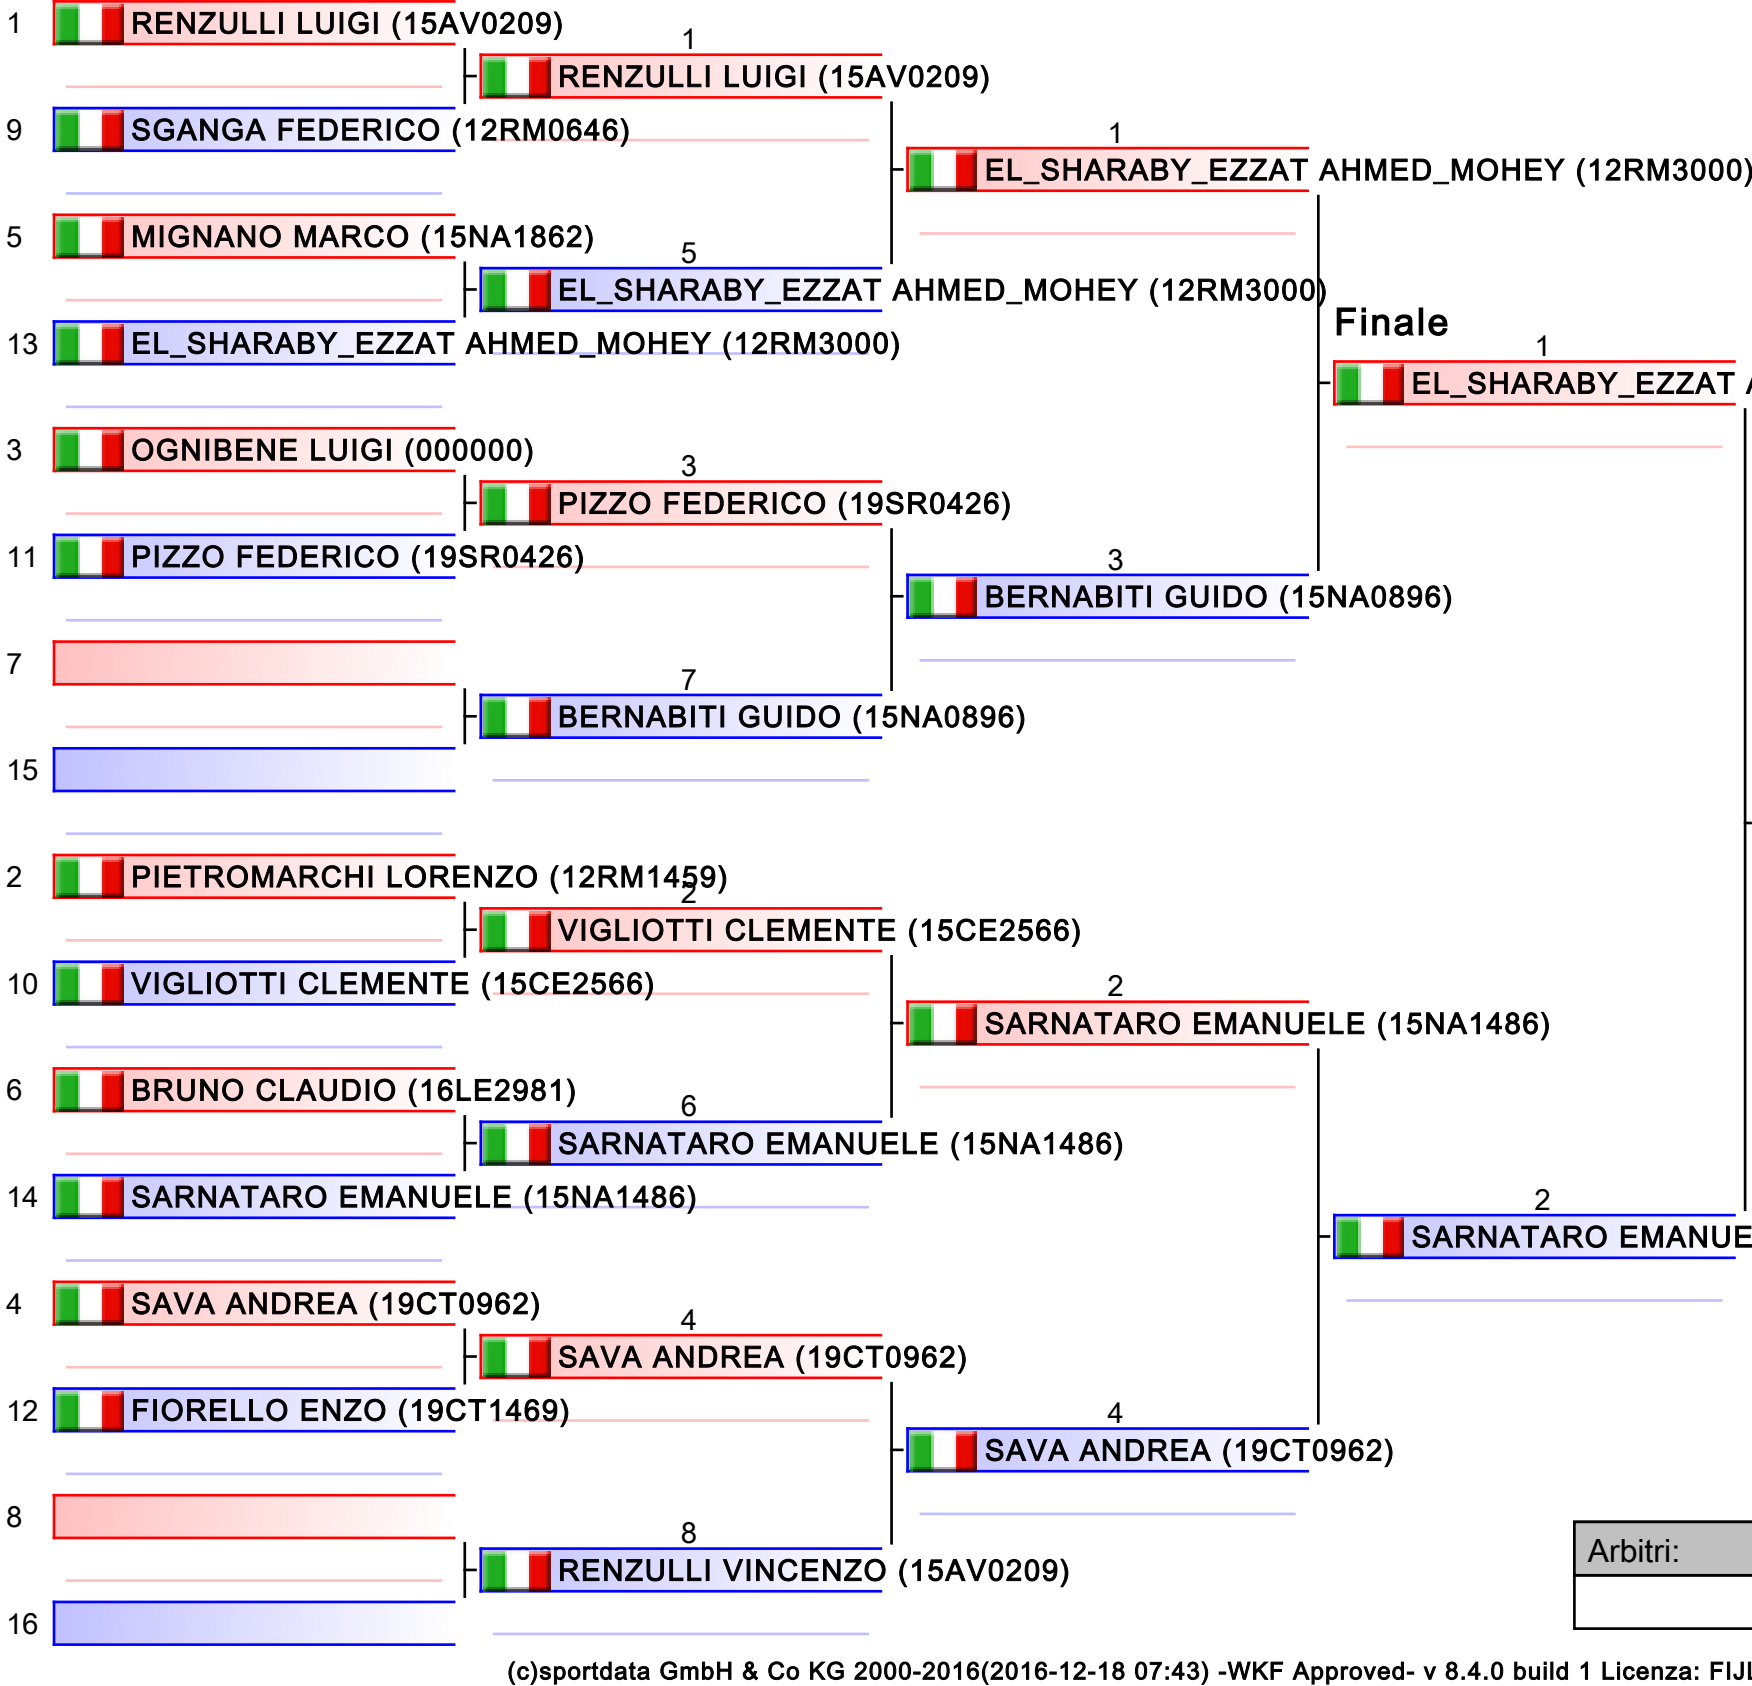 1 RENZULLI LUIGI (15AV0209)
9 SGANGA FEDERICO (12RM0646)
5 MIGNANO MARCO (15NA1862)
13 EL_SHARABY_EZZAT AHMED_MOHEY (12RM3000)
3 OGNIBENE LUIGI (000000)
11 PIZZO FEDERICO (19SR0426)
7
15
2 PIETROMARCHI LORENZO (12RM1459)
10 VIGLIOTTI CLEMENTE (15CE2566)
6 BRUNO CLAUDIO (16LE2981)
14 SARNATARO EMANUELE (15NA1486)
4 SAVA ANDREA (19CT0962)
12 FIORELLO ENZO (19CT1469)
8
16
1
RENZULLI LUIGI (15AV0209)
5
EL_SHARABY_EZZAT AHMED_MOHEY (12RM3000)
3
PIZZO FEDERICO (19SR0426)
7
BERNABITI GUIDO (15NA0896)
2
VIGLIOTTI CLEMENTE (15CE2566)
6
SARNATARO EMANUELE (15NA1486)
4
SAVA ANDREA (19CT0962)
8
RENZULLI VINCENZO (15AV0209)
1
EL_SHARABY_EZZAT AHMED_MOHEY (12RM3000)
3
BERNABITI GUIDO (15NA0896)
2
SARNATARO EMANUELE (15NA1486)
4
SAVA ANDREA (19CT0962)
Finale
1
EL_SHARABY_EZZAT
2
SARNATARO EMANUE
Arbitri:
(c)sportdata GmbH & Co KG 2000-2016(2016-12-18 07:43) -WKF Approved- v 8.4.0 build 1 Licenza: FIJL